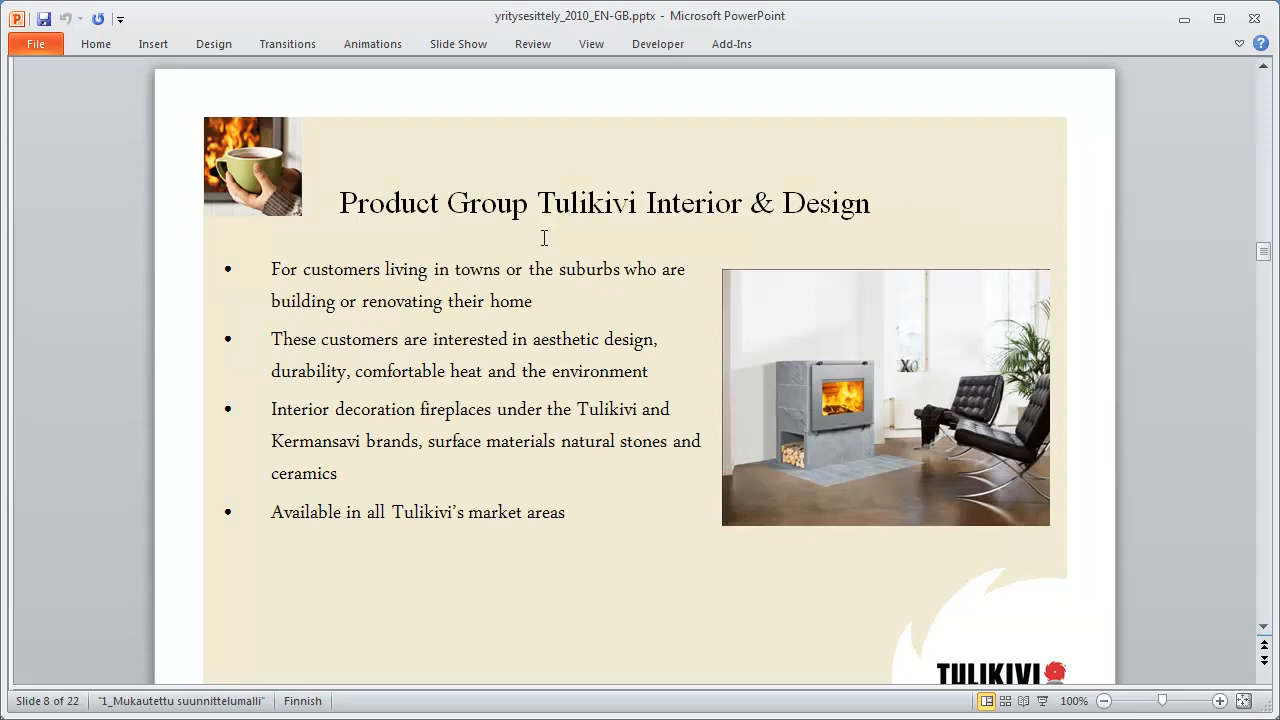 yritysesittely_2010_EN-GB.pptx - Microsoft PowerPoint
File Home Insert Design Transitions Animations Slide Show Review View Developer Add-Ins
Product Group Tulikivi Interior & Design
• For customers living in towns or the suburbs who are
building or renovating their home
• These customers are interested in aesthetic design,
durability, comfortable heat and the environment
• Interior decoration fireplaces under the Tulikivi and
Kermansavi brands, surface materials natural stones and
ceramics
• Available in all Tulikivi’s market areas
XO
TULIKIVI
Slide 8 of 22 "1_Mukautettu suunnittelumalli" Finnish 100%